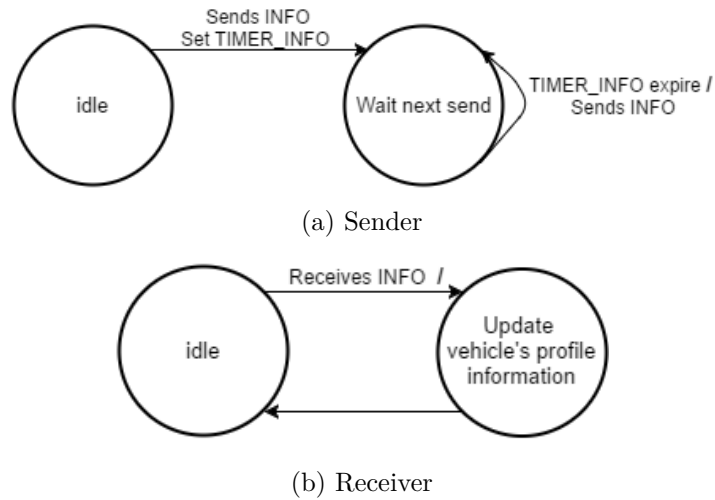 Sends INFO
Set TIMER_INFO
idle
Wait next send
TIMER_INFO expire /
Sends INFO
(a) Sender
Receives INFO /
idle
Update
vehicle's profile
information
(b) Receiver